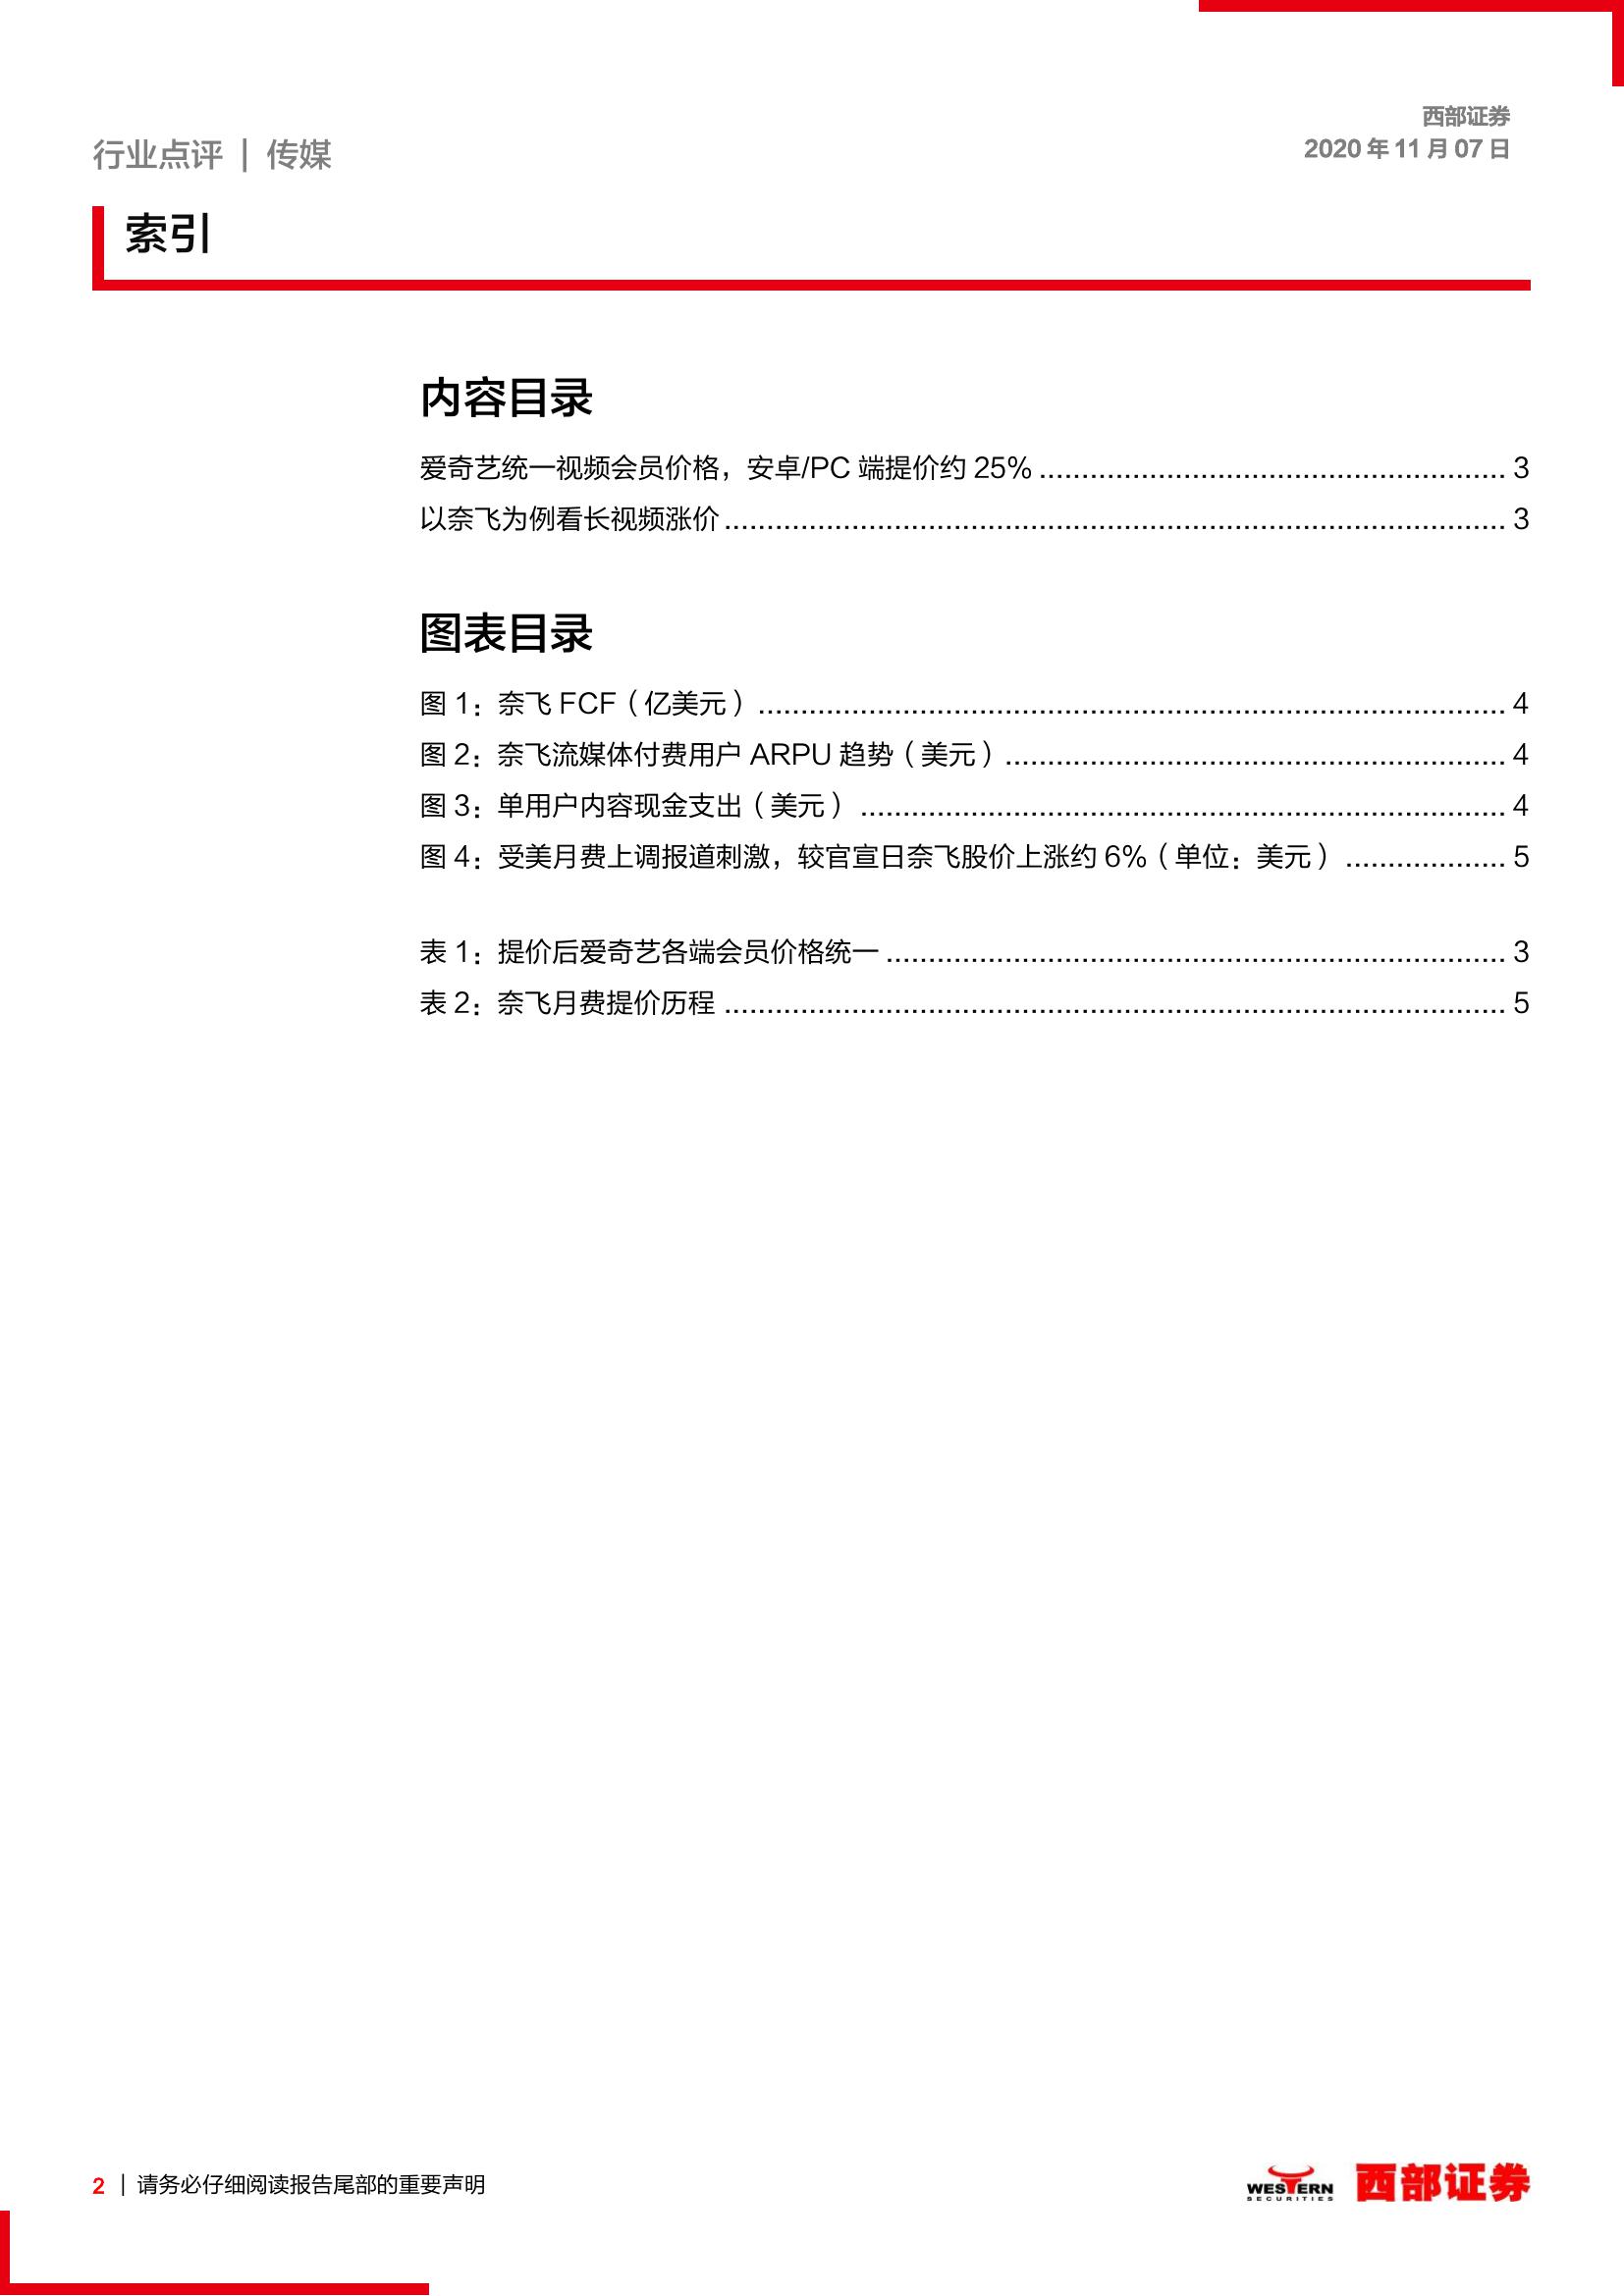 西部证券
2020 年 11 月 07 日
行业点评 | 传媒
索引
内容目录
爱奇艺统一视频会员价格，安卓/PC 端提价约 25% ........................................................ 3
以奈飞为例看长视频涨价 ............................................................................................. 3
图表目录
图 1：奈飞 FCF（亿美元）......................................................................................... 4
图 2：奈飞流媒体付费用户 ARPU 趋势（美元）............................................................ 4
图 3：单用户内容现金支出（美元） ............................................................................. 4
图 4：受美月费上调报道刺激，较官宣日奈飞股价上涨约 6%（单位：美元） ................... 5
表 1：提价后爱奇艺各端会员价格统一 .......................................................................... 3
表 2：奈飞月费提价历程 ............................................................................................. 5
2 | 请务必仔细阅读报告尾部的重要声明
WESTERN
SECURITIES
西部证券